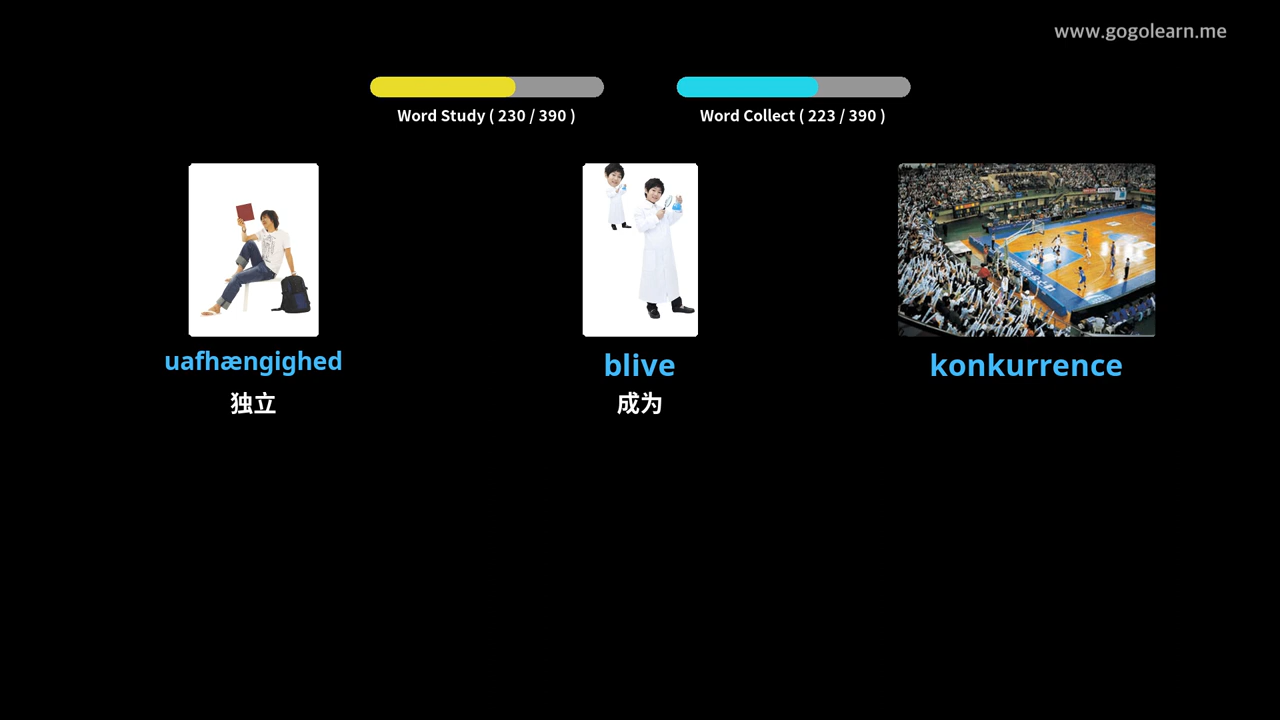 www.gogolearn.me
Word Study ( 230 / 390 )
Word Collect ( 223 / 390 )
uafhængighed
blive
konkurrence
独立
成为